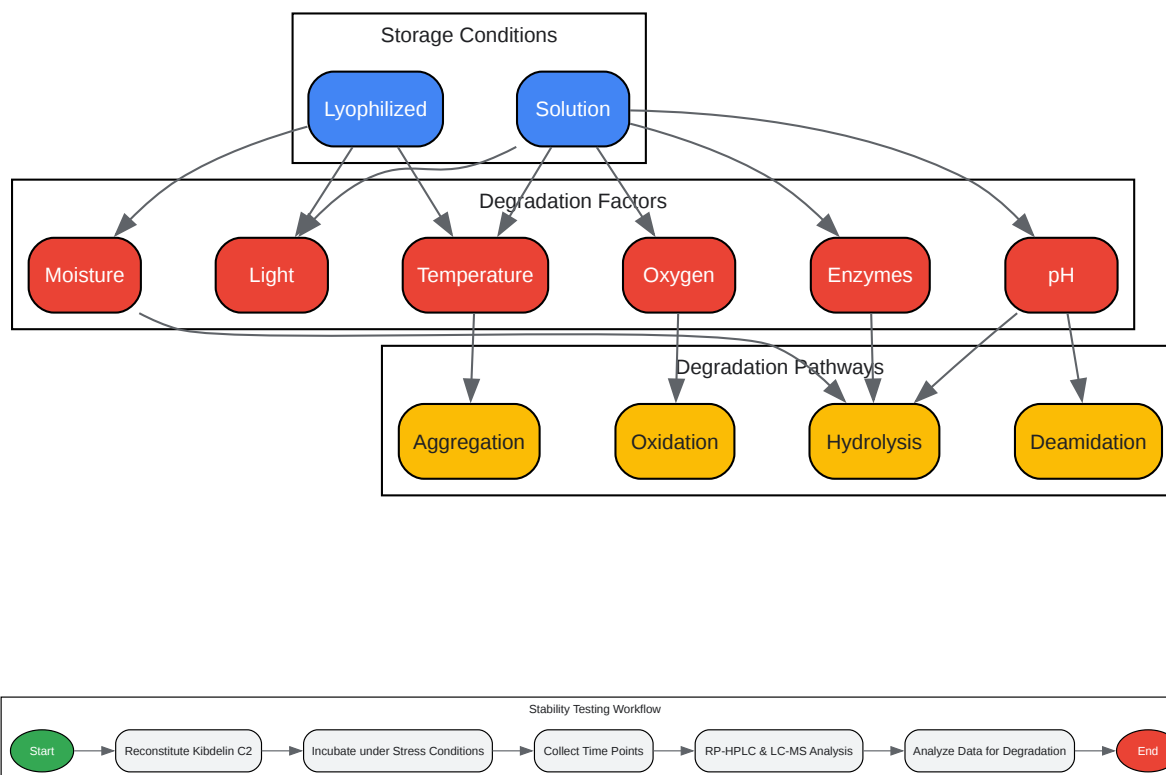 Storage Conditions
Lyophilized
Solution
Degradation Factors
Moisture
Light
Temperature
Oxygen
Enzymes
pH
Degradation Pathways
Aggregation
Oxidation
Hydrolysis
Deamidation
Stability Testing Workflow
Start
Reconstitute Kibdelin C2
Incubate under Stress Conditions
Collect Time Points
RP-HPLC & LC-MS Analysis
Analyze Data for Degradation
End